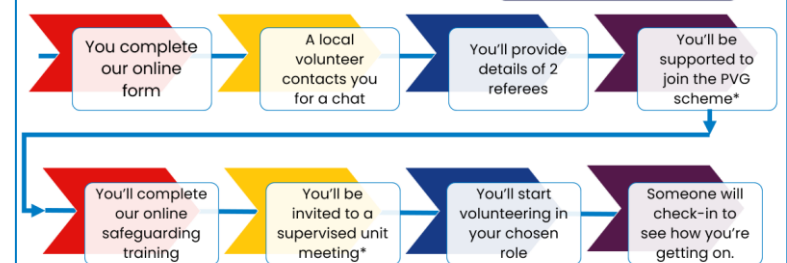 You complete
our online
form
A local
volunteer
contacts you
for a chat
You'll provide
details of 2
referees
You'll be
supported to
join the PVG
scheme*
You'll complete
our online
safeguarding
training
You'll be
invited to a
supervised unit
meeting*
You'll start
volunteering in
your chosen
role
Someone will
check-in to
see how you're
getting on.